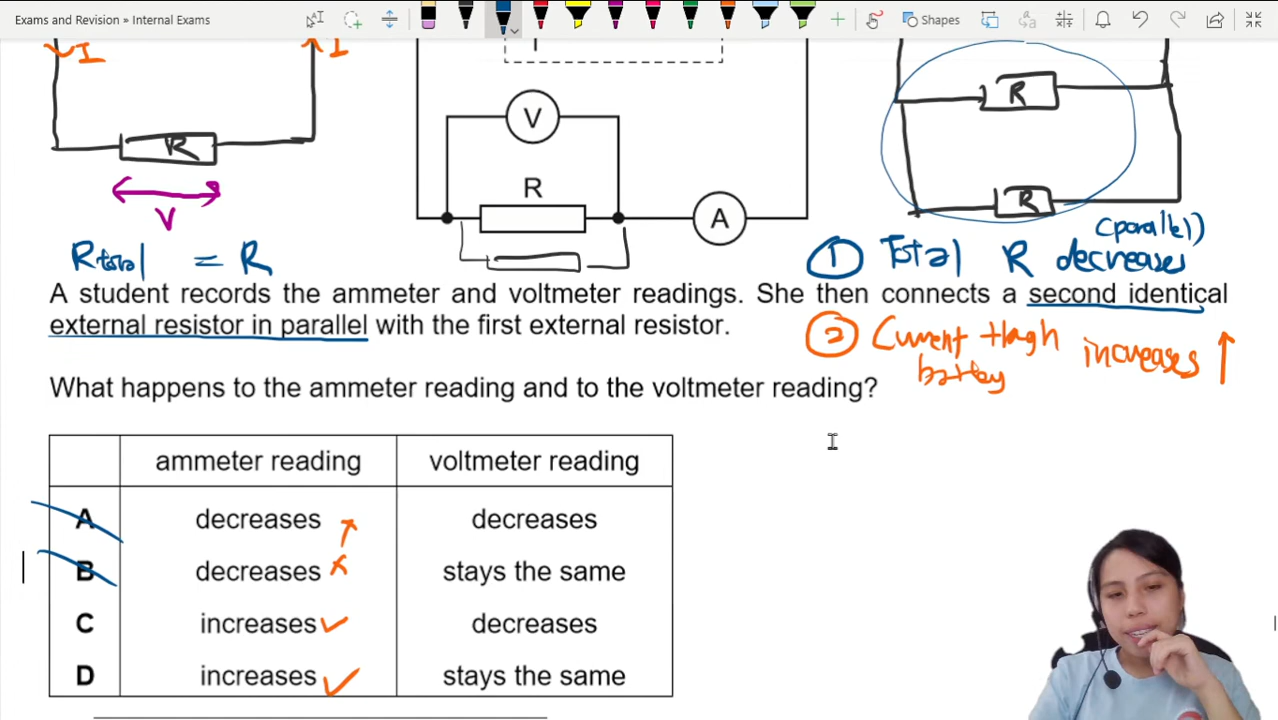 Exams and Revision » Internal Exams
Shapes
I
I
V
R
R
R
R
A
V
R
(parallel)
Rtotal = R
① Total R decreases
A student records the ammeter and voltmeter readings. She then connects a second identical
external resistor in parallel with the first external resistor.
② Current though increases ↑
What happens to the ammeter reading and to the voltmeter reading?
ammeter reading voltmeter reading
A decreases decreases
B decreases stays the same
C increases decreases
D increases stays the same